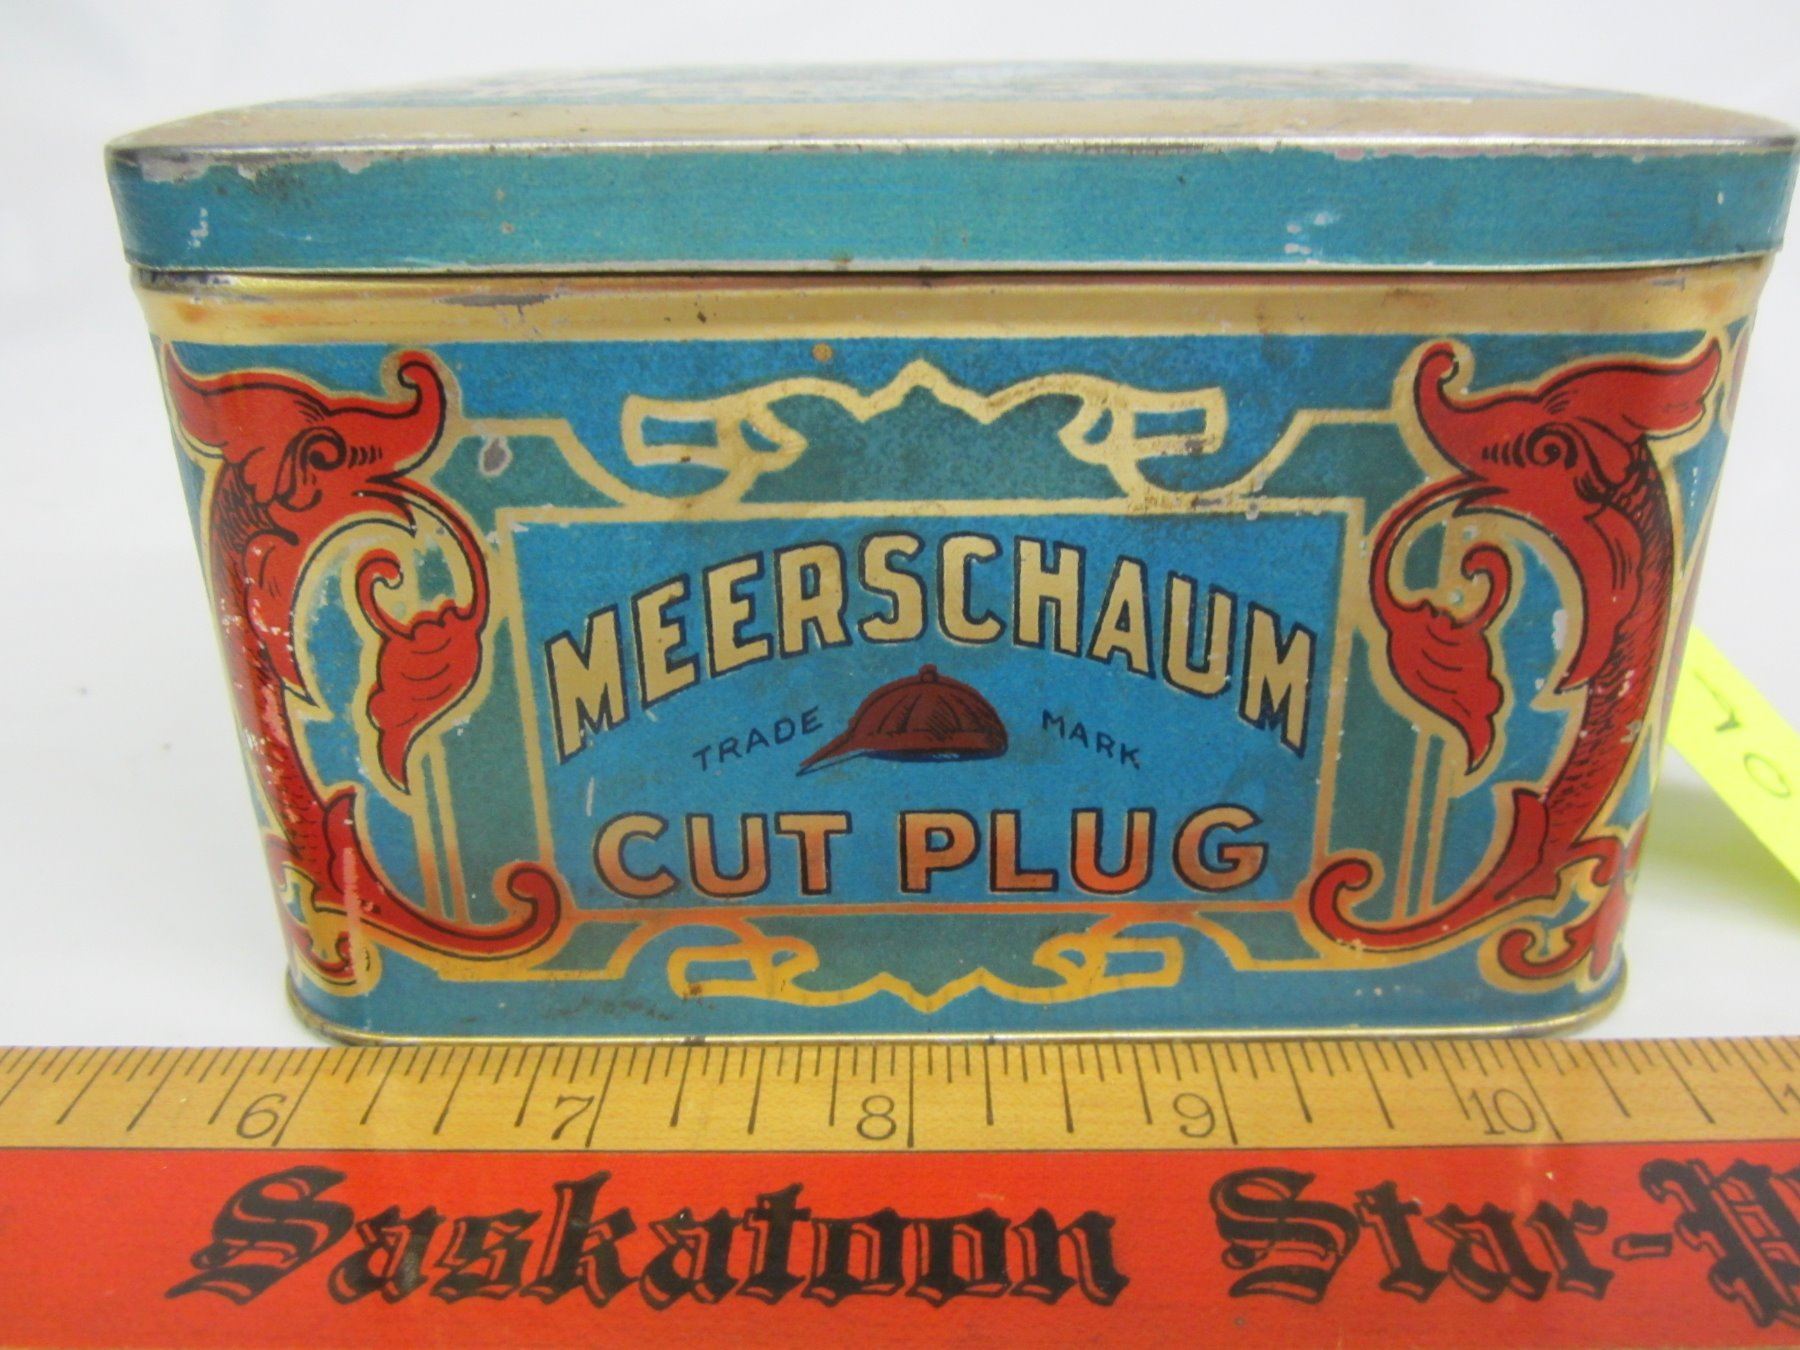 MEERSCHAUM
TRADE MARK
CUT PLUG
6 7 8 9 10
Saskatoon Star-